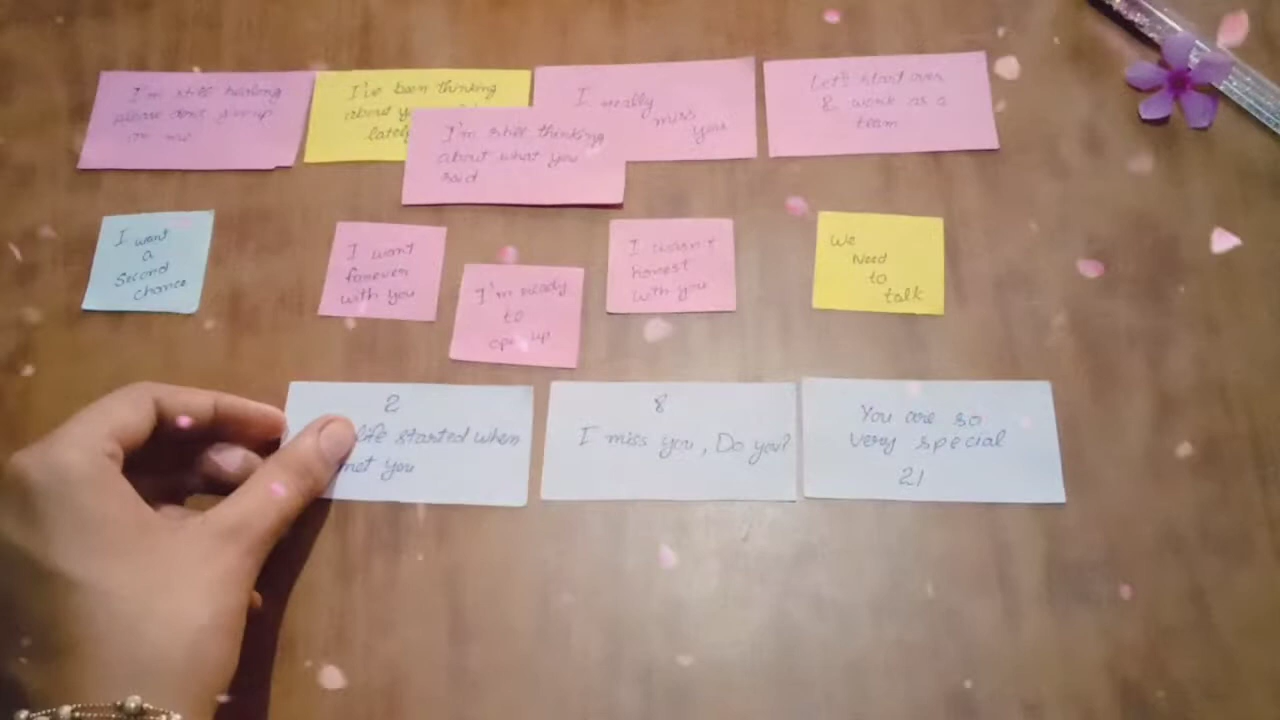 I'm still healing
please dont giveup
on me
I've been thinking
about
lately
I'm still thinking
about what you
said
I really
miss
you
Let's start over
& work as a
team
I want
a
Second
chance
I want
forever
with you
I'm ready
to
open up
I wasn't
honest
with you
We
Need
to
talk
2
life started when
met you
8
I miss you, Do you?
You are so
very special
21